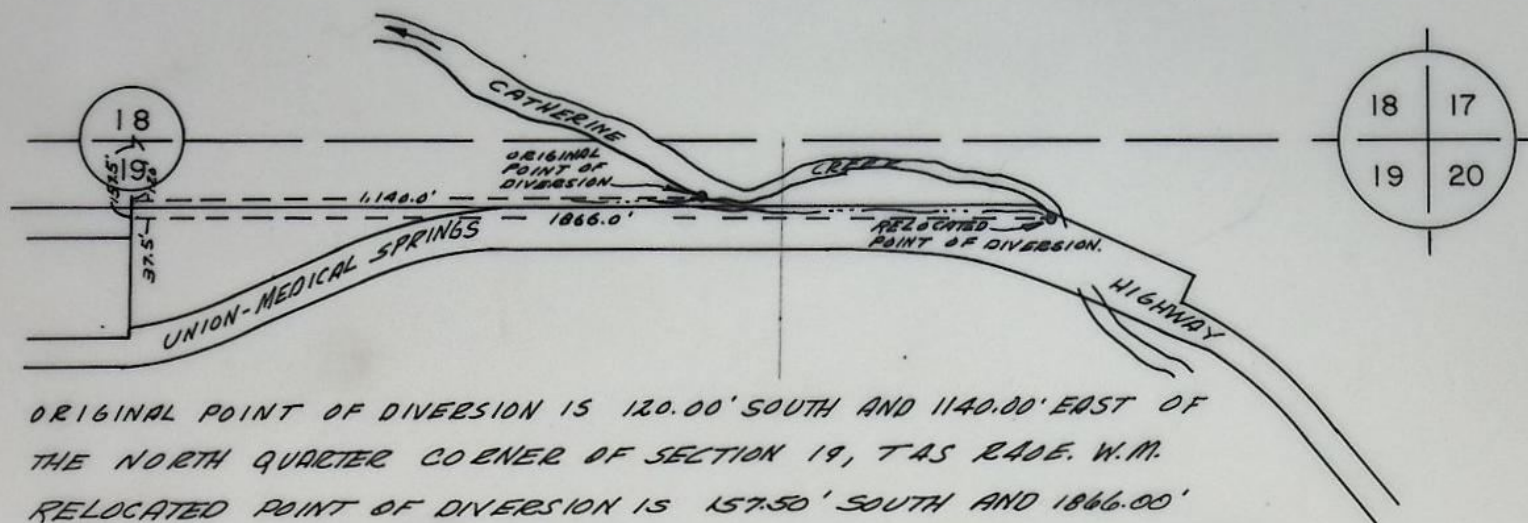 18
19
157.5'
120'
37.5'
CATHERINE
CREEK
ORIGINAL
POINT OF
DIVERSION
1,140.0'
1866.0'
RELOCATED
POINT OF DIVERSION.
UNION-MEDICAL SPRINGS
HIGHWAY
18 17
19 20
ORIGINAL POINT OF DIVERSION IS 120.00' SOUTH AND 1140.00' EAST OF
THE NORTH QUARTER CORNER OF SECTION 19, T4S R40E. W.M.
RELOCATED POINT OF DIVERSION IS 157.50' SOUTH AND 1866.00'